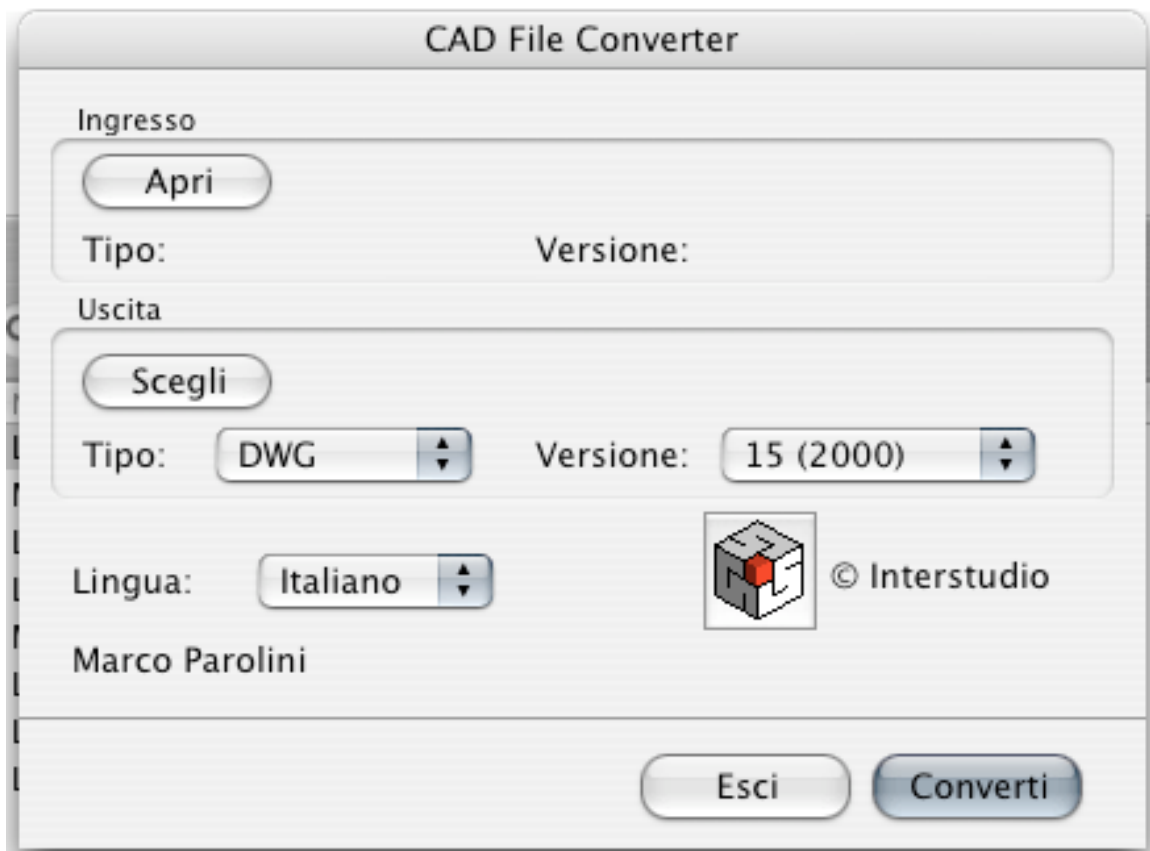 CAD File Converter
Ingresso
Apri
Tipo: Versione:
Uscita
Scegli
Tipo: DWG Versione: 15 (2000)
Lingua: Italiano © Interstudio
Marco Parolini
Esci Converti